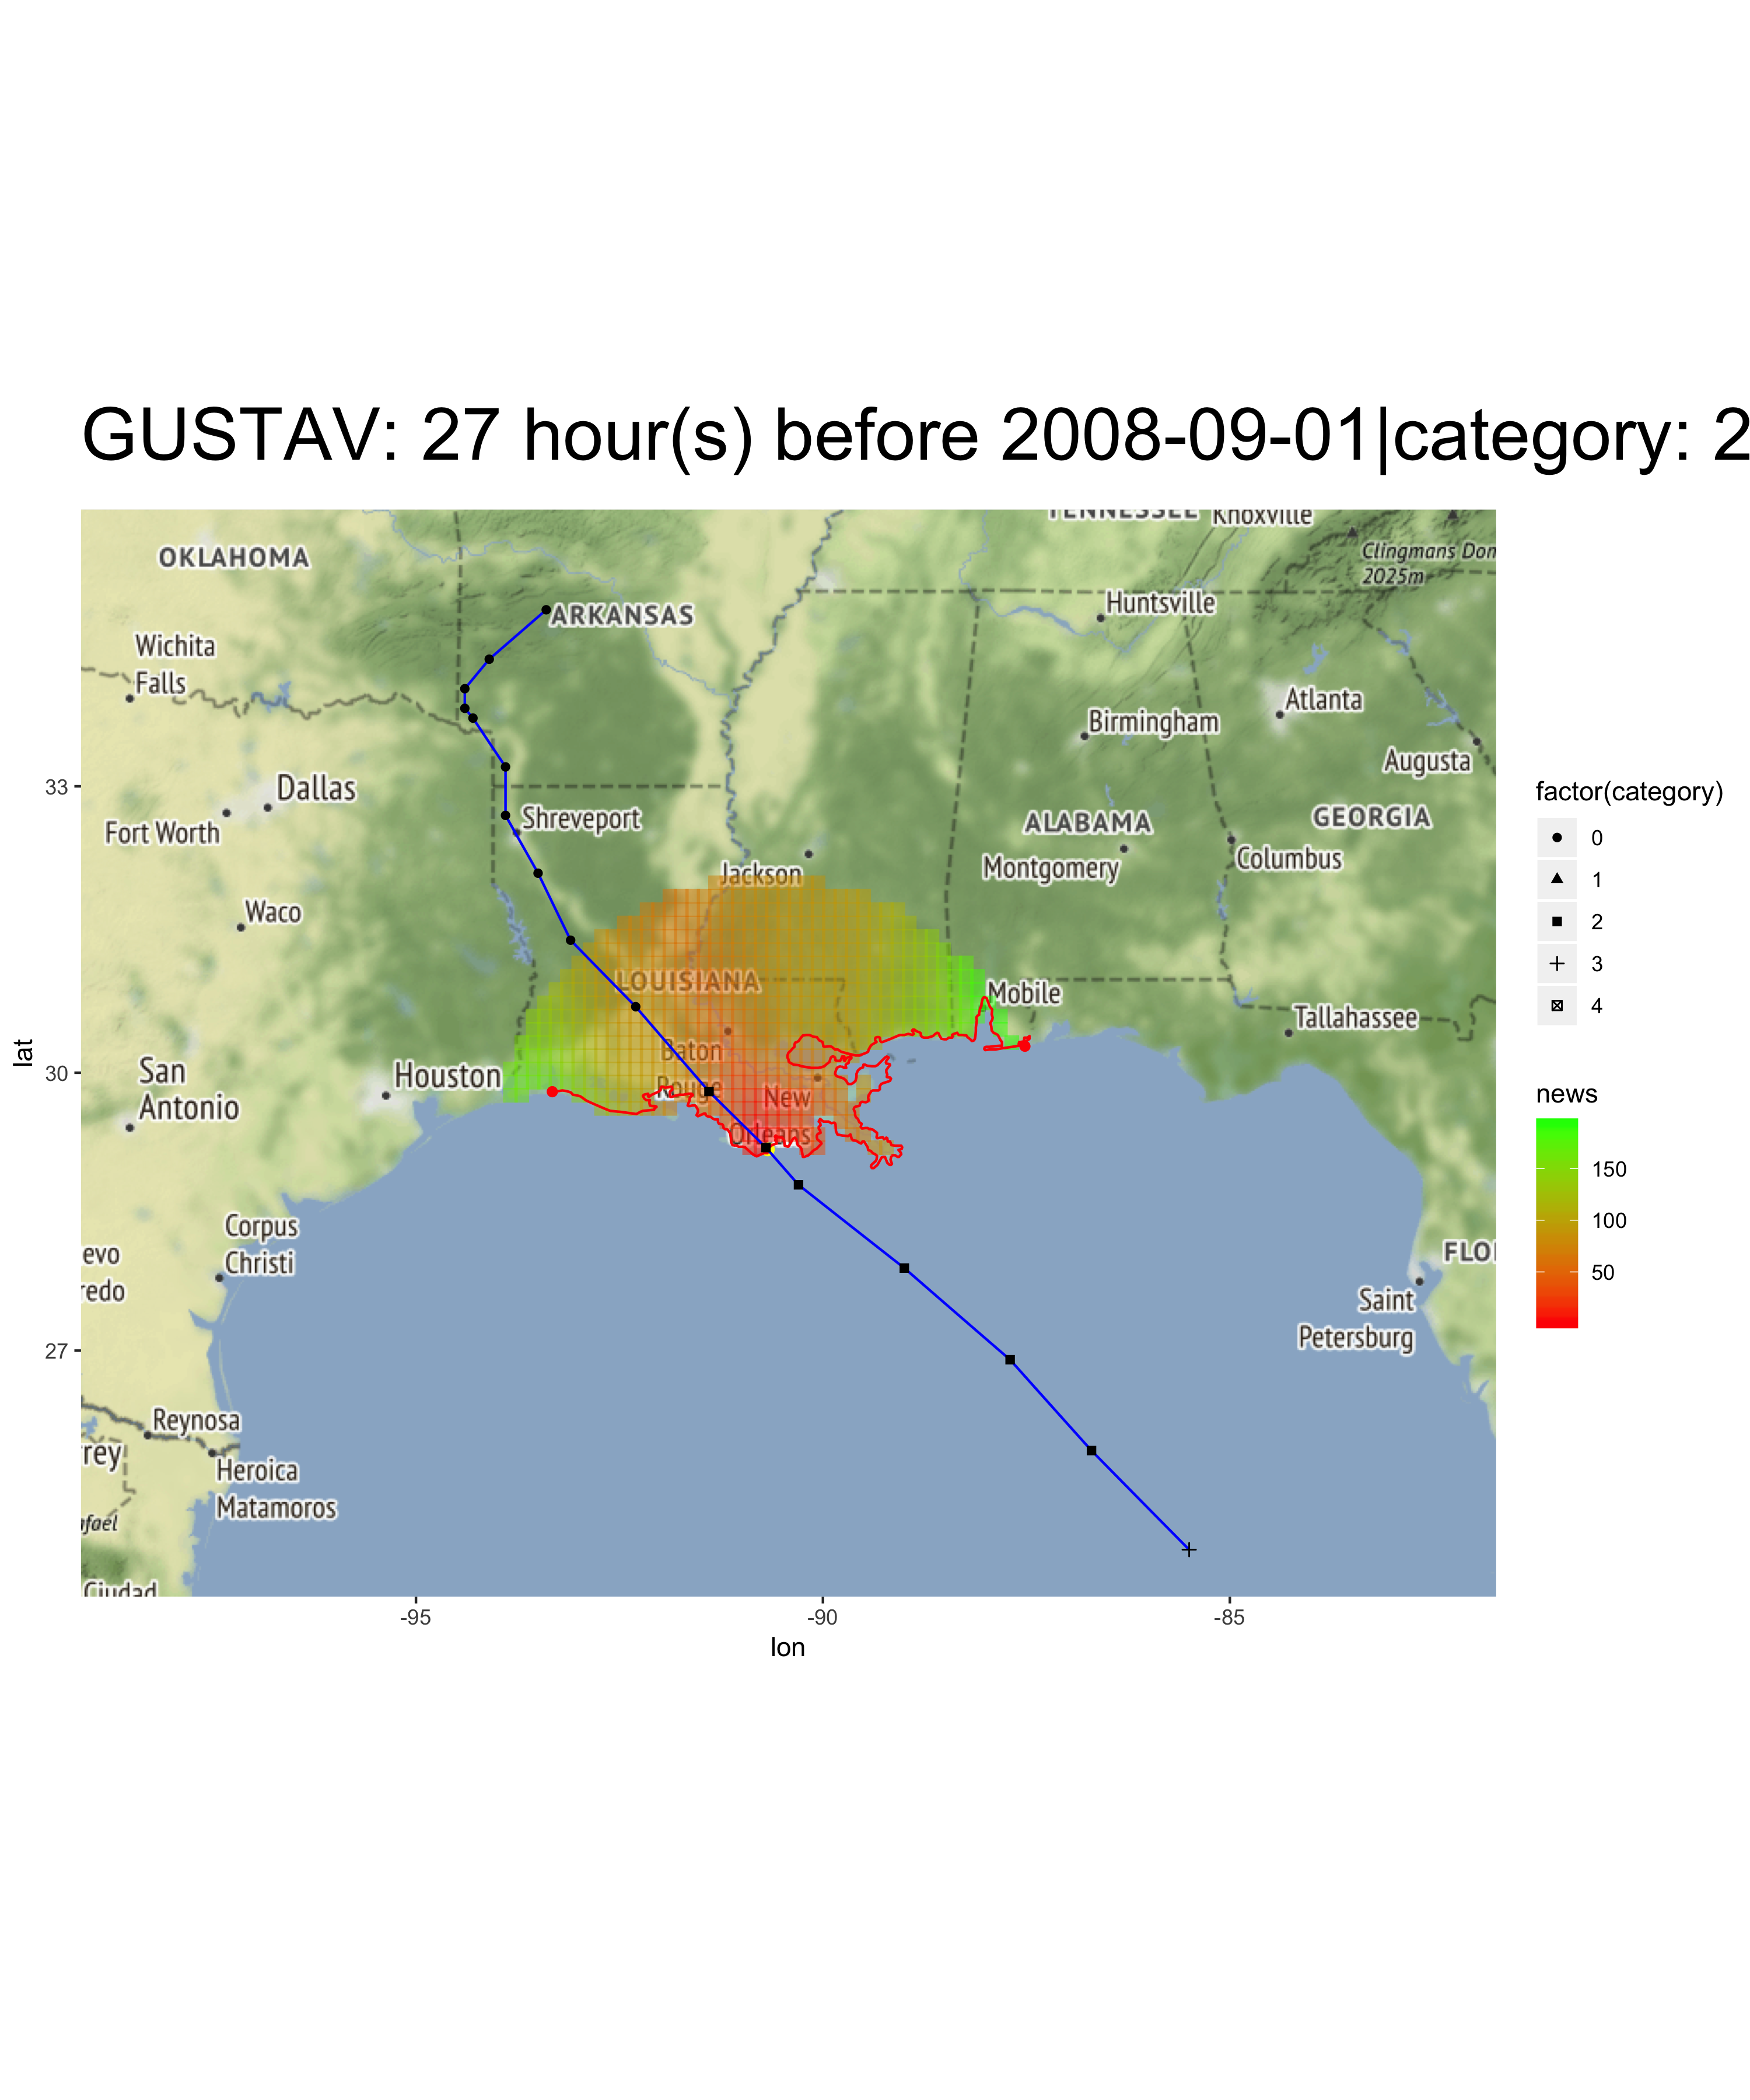 GUSTAV: 27 hour(s) before 2008-09-01|category: 2
TENNESSEE
Knoxville
OKLAHOMA
Clingmans Don
2025m
Huntsville
ARKANSAS
Wichita
Falls
Atlanta
Birmingham
Augusta
Dallas
Fort Worth
Shreveport
ALABAMA
GEORGIA
Columbus
Montgomery
Jackson
Waco
LOUISIANA
Mobile
Tallahassee
Baton
Rouge
New
Orleans
Houston
San
Antonio
Corpus
Christi
evo
redo
FLO
Saint
Petersburg
Reynosa
rrey
Heroica
Matamoros
afael
Ciudad
33
30
27
lat
-95
-90
-85
lon
factor(category)
0
1
2
3
4
news
150
100
50